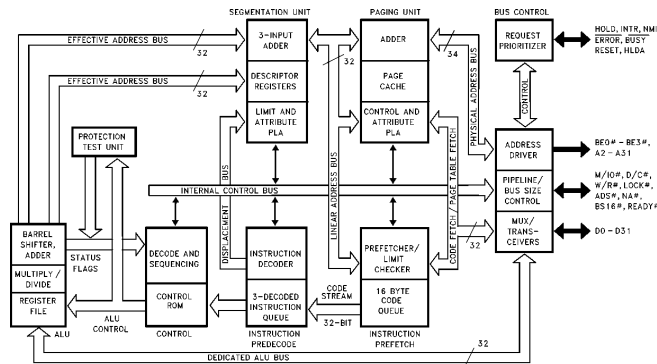 SEGMENTATION UNIT
PAGING UNIT
BUS CONTROL
EFFECTIVE ADDRESS BUS
32
EFFECTIVE ADDRESS BUS
32
3-INPUT
ADDER
DESCRIPTOR
REGISTERS
LIMIT AND
ATTRIBUTE
PLA
32
ADDER
PAGE
CACHE
CONTROL AND
ATTRIBUTE
PLA
34
PHYSICAL ADDRESS BUS
REQUEST
PRIORITIZER
HOLD, INTR, NMI
ERROR, BUSY
RESET, HLDA
CONTROL
PROTECTION
TEST UNIT
ADDRESS
DRIVER
BE0# - BE3#,
A2 - A31
PIPELINE/
BUS SIZE
CONTROL
M/IO#, D/C#,
W/R#, LOCK#,
ADS#, NA#,
BS16#, READY#
MUX/
TRANS-
CEIVERS
D0 - D31
INTERNAL CONTROL BUS
DISPLACEMENT BUS
LINEAR ADDRESS BUS
CODE FETCH / PAGE TABLE FETCH
32
BARREL
SHIFTER,
ADDER
MULTIPLY /
DIVIDE
REGISTER
FILE
STATUS
FLAGS
DECODE AND
SEQUENCING
CONTROL
ROM
INSTRUCTION
DECODER
3-DECODED
INSTRUCTION
QUEUE
CODE
STREAM
32-BIT
PREFETCHER/
LIMIT
CHECKER
16 BYTE
CODE
QUEUE
ALU
ALU
CONTROL
CONTROL
INSTRUCTION
PREDECODE
INSTRUCTION
PREFETCH
DEDICATED ALU BUS
32